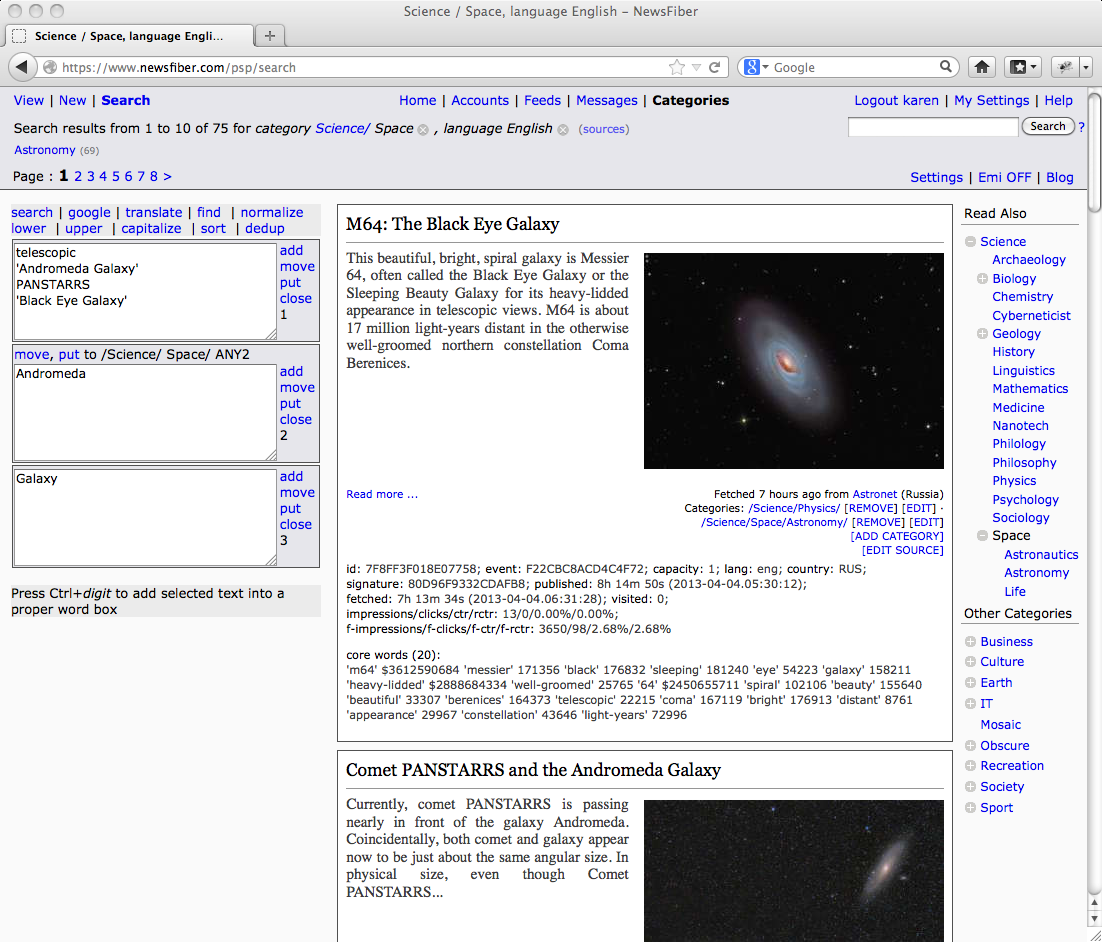 Science / Space, language English – NewsFiber
Science / Space, language Engli...
https://www.newsfiber.com/psp/search
Google
View | New | Search
Home | Accounts | Feeds | Messages | Categories
Logout karen | My Settings | Help
Search results from 1 to 10 of 75 for category Science/ Space , language English (sources)
Search ?
Astronomy (69)
Page : 1 2 3 4 5 6 7 8 >
Settings | Emi OFF | Blog
search | google | translate | find | normalize
lower | upper | capitalize | sort | dedup
telescopic
'Andromeda Galaxy'
PANSTARRS
'Black Eye Galaxy'
add
move
put
close
1
move, put to /Science/ Space/ ANY2
Andromeda
add
move
put
close
2
Galaxy
add
move
put
close
3
Press Ctrl+digit to add selected text into a
proper word box
M64: The Black Eye Galaxy
This beautiful, bright, spiral galaxy is Messier
64, often called the Black Eye Galaxy or the
Sleeping Beauty Galaxy for its heavy-lidded
appearance in telescopic views. M64 is about
17 million light-years distant in the otherwise
well-groomed northern constellation Coma
Berenices.
Read more ...
Fetched 7 hours ago from Astronet (Russia)
Categories: /Science/Physics/ [REMOVE] [EDIT] ·
/Science/Space/Astronomy/ [REMOVE] [EDIT]
[ADD CATEGORY]
[EDIT SOURCE]
id: 7F8FF3F018E07758; event: F22CBC8ACD4C4F72; capacity: 1; lang: eng; country: RUS;
signature: 80D96F9332CDAFB8; published: 8h 14m 50s (2013-04-04.05:30:12);
fetched: 7h 13m 34s (2013-04-04.06:31:28); visited: 0;
impressions/clicks/ctr/rctr: 13/0/0.00%/0.00%;
f-impressions/f-clicks/f-ctr/f-rctr: 3650/98/2.68%/2.68%
core words (20):
'm64' $3612590684 'messier' 171356 'black' 176832 'sleeping' 181240 'eye' 54223 'galaxy' 158211
'heavy-lidded' $2888684334 'well-groomed' 25765 '64' $2450655711 'spiral' 102106 'beauty' 155640
'beautiful' 33307 'berenices' 164373 'telescopic' 22215 'coma' 167119 'bright' 176913 'distant' 8761
'appearance' 29967 'constellation' 43646 'light-years' 72996
Comet PANSTARRS and the Andromeda Galaxy
Currently, comet PANSTARRS is passing
nearly in front of the galaxy Andromeda.
Coincidentally, both comet and galaxy appear
now to be just about the same angular size. In
physical size, even though Comet
PANSTARRS...
Read Also
Science
Archaeology
Biology
Chemistry
Cyberneticist
Geology
History
Linguistics
Mathematics
Medicine
Nanotech
Philology
Philosophy
Physics
Psychology
Sociology
Space
Astronautics
Astronomy
Life
Other Categories
Business
Culture
Earth
IT
Mosaic
Obscure
Recreation
Society
Sport